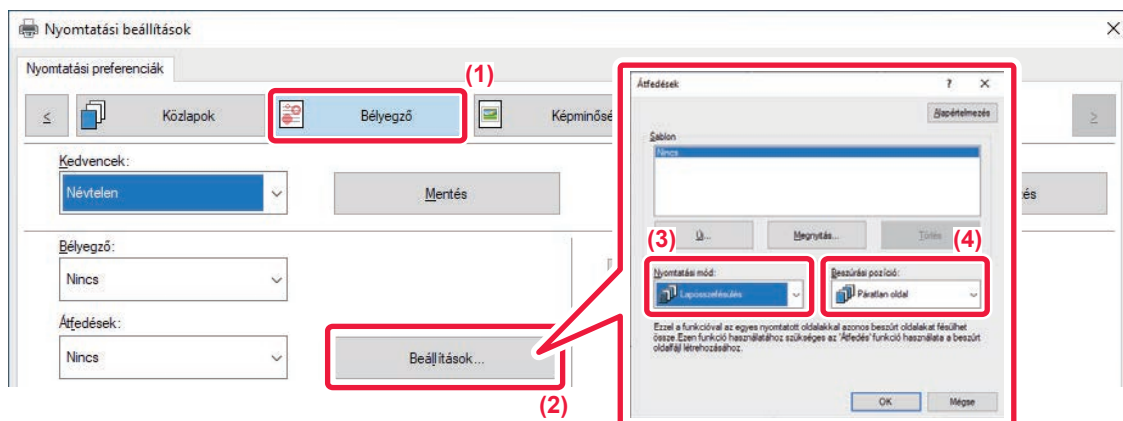 Nyomtatási beállítások
Nyomtatási preferenciák
(1)
≤
Közlapok
Bélyegző
Képminősé
≥
Kedvencek:
Névtelen
Mentés
és
Bélyegző:
Nincs
Átfedések:
Nincs
Beállítások...
(2)
Átfedések
? ×
Alapértelmezés
Sablon
Nincs
Új...
Megnyitás...
Törlés
(3)
(4)
Nyomtatási mód:
Beszúrási pozíció:
Lapösszefésülés
Páratlan oldal
Ezzel a funkcióval az egyes nyomtatott oldalakkal azonos beszúrt oldalakat fésülhet
össze.Ezen funkció használatához szükséges az 'Átfedés' funkció használata a beszúrt
oldalfájl létrehozásához.
OK
Mégse